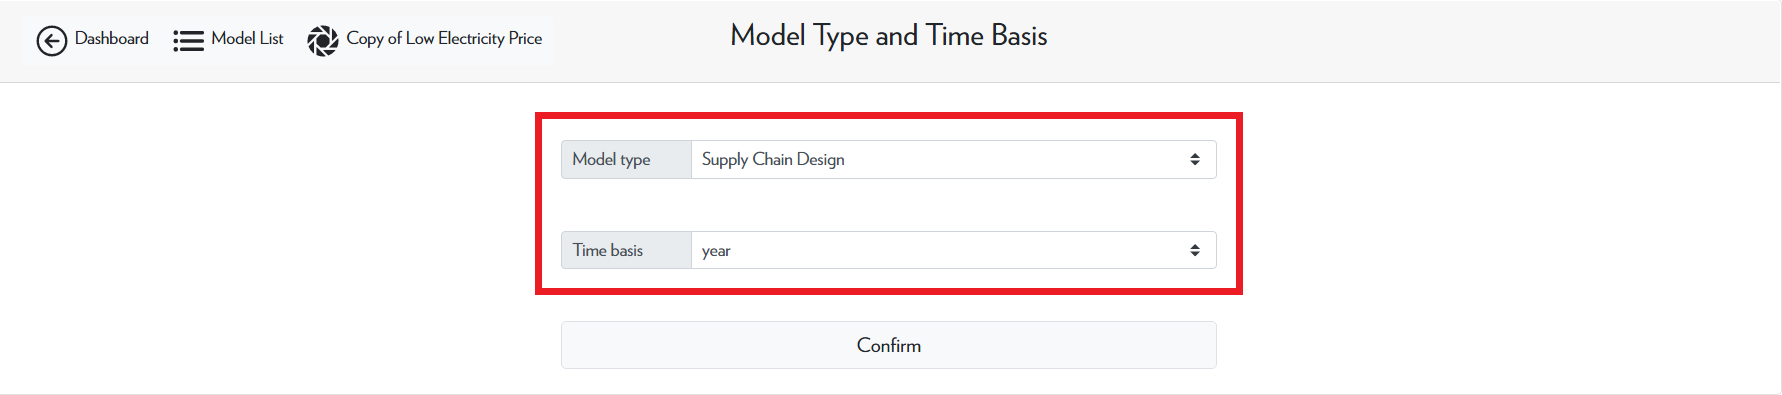 Dashboard Model List Copy of Low Electricity Price Model Type and Time Basis
Model type Supply Chain Design
Time basis year
Confirm